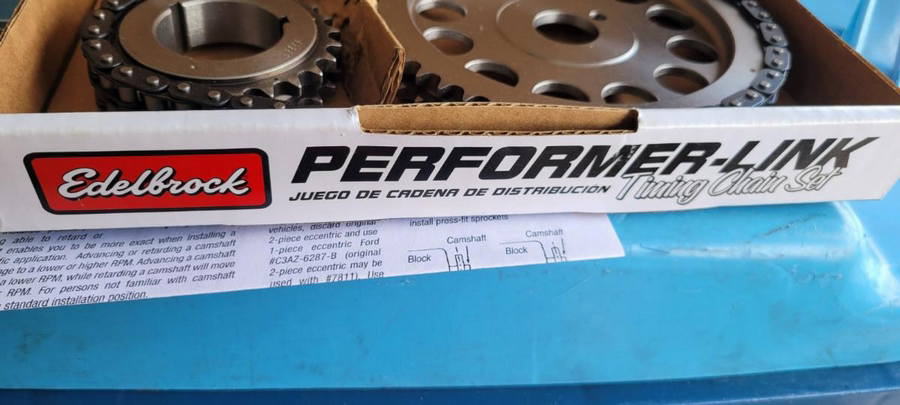 Edelbrock
PERFORMER-LINK
JUEGO DE CADENA DE DISTRIBUCIÓN
Timing Chain Set
able to retard or
enables you to be more exact when installing a
application. Advancing or retarding a camshaft
to a lower or higher RPM. Advancing a camshaft
a lower RPM, while retarding a camshaft will move
RPM. For persons not familiar with camshaft
standard installation position.
vehicles, discard original
2-piece eccentric and use
1-piece eccentric Ford
#C3AZ-6287-B (original
2-piece eccentric may be
used with #7811). Use
install press-fit sprockets
Camshaft
Block
Camshaft
Block